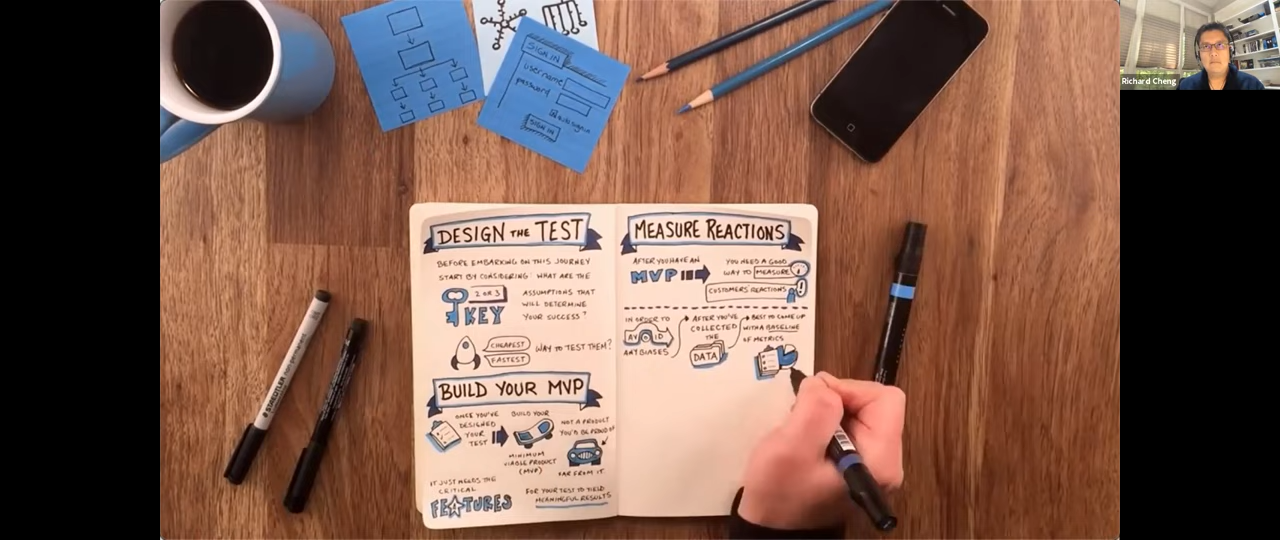 SIGN IN
username
password
SIGN IN
Richard Cheng
DESIGN THE TEST
BEFORE EMBARKING ON THIS JOURNEY
START BY CONSIDERING: WHAT ARE THE
2 OR 3
KEY
ASSUMPTIONS THAT
WILL DETERMINE
YOUR SUCCESS?
CHEAPEST
FASTEST
WAY TO TEST THEM?
BUILD YOUR MVP
ONCE YOU'VE
DESIGNED
YOUR
TEST
BUILD YOUR
MINIMUM
VIABLE PRODUCT
(MVP)
NOT A PRODUCT
YOU'D BE PROUD OF
FAR FROM IT.
IT JUST NEEDS THE
CRITICAL
FEATURES
FOR YOUR TEST TO YIELD
MEANINGFUL RESULTS
MEASURE REACTIONS
AFTER YOU HAVE AN
MVP
YOU NEED A GOOD
WAY TO MEASURE
CUSTOMERS' REACTIONS
IN ORDER TO
AVOID
ANY BIASES
AFTER YOU'VE
COLLECTED
THE
DATA
BEST TO COME UP
WITH A BASELINE
OF METRICS
STAEDTLER